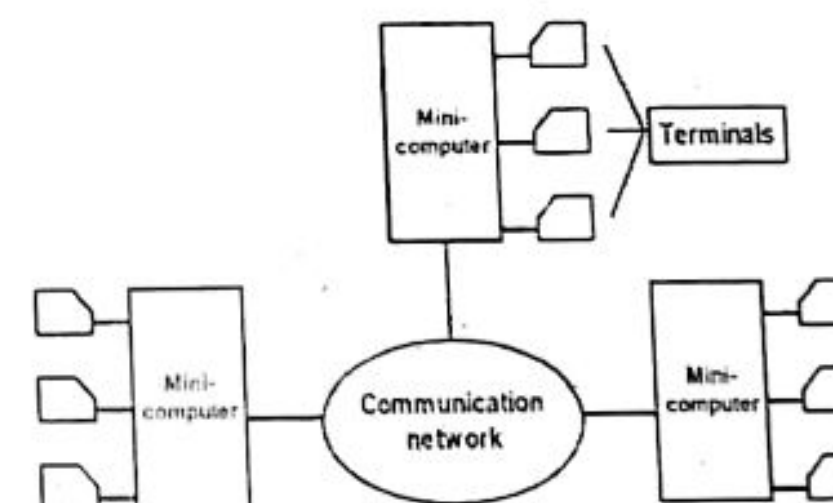 Mini-
computer
Terminals
Mini-
computer
Communication
network
Mini-
computer